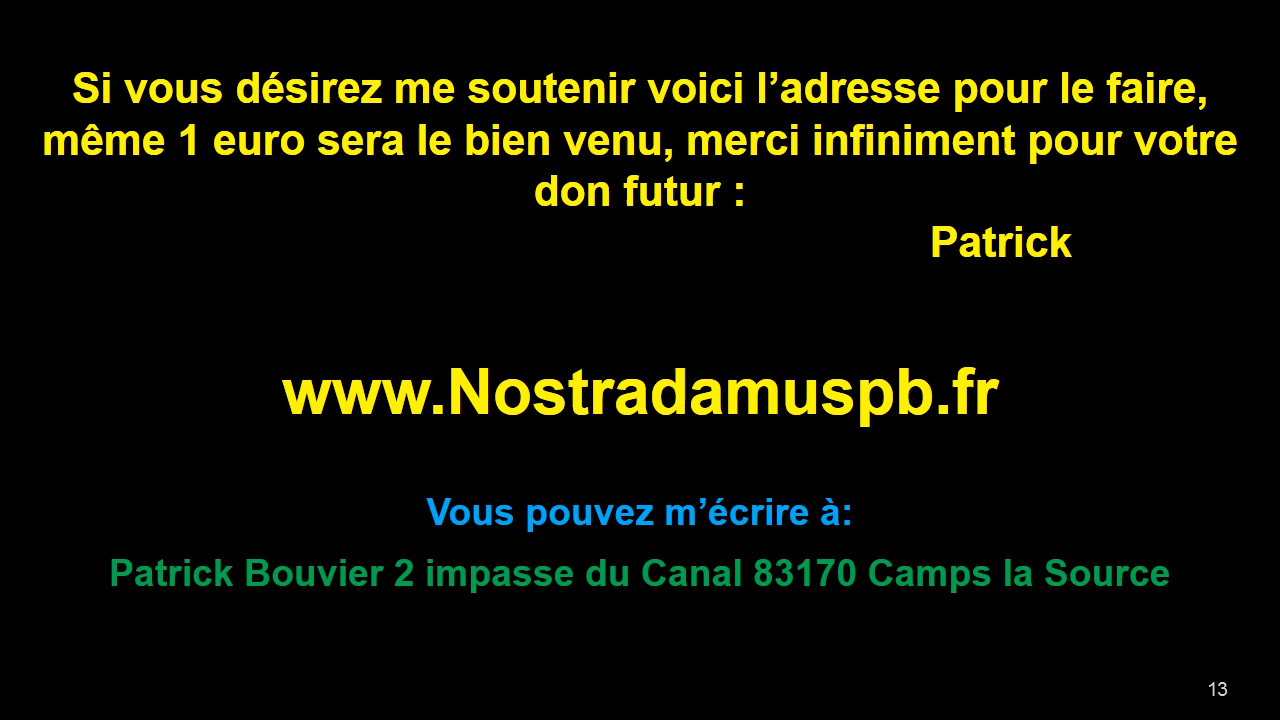 Si vous désirez me soutenir voici l’adresse pour le faire,
même 1 euro sera le bien venu, merci infiniment pour votre
don futur :
Patrick
www.Nostradamuspb.fr
Vous pouvez m’écrire à:
Patrick Bouvier 2 impasse du Canal 83170 Camps la Source
13